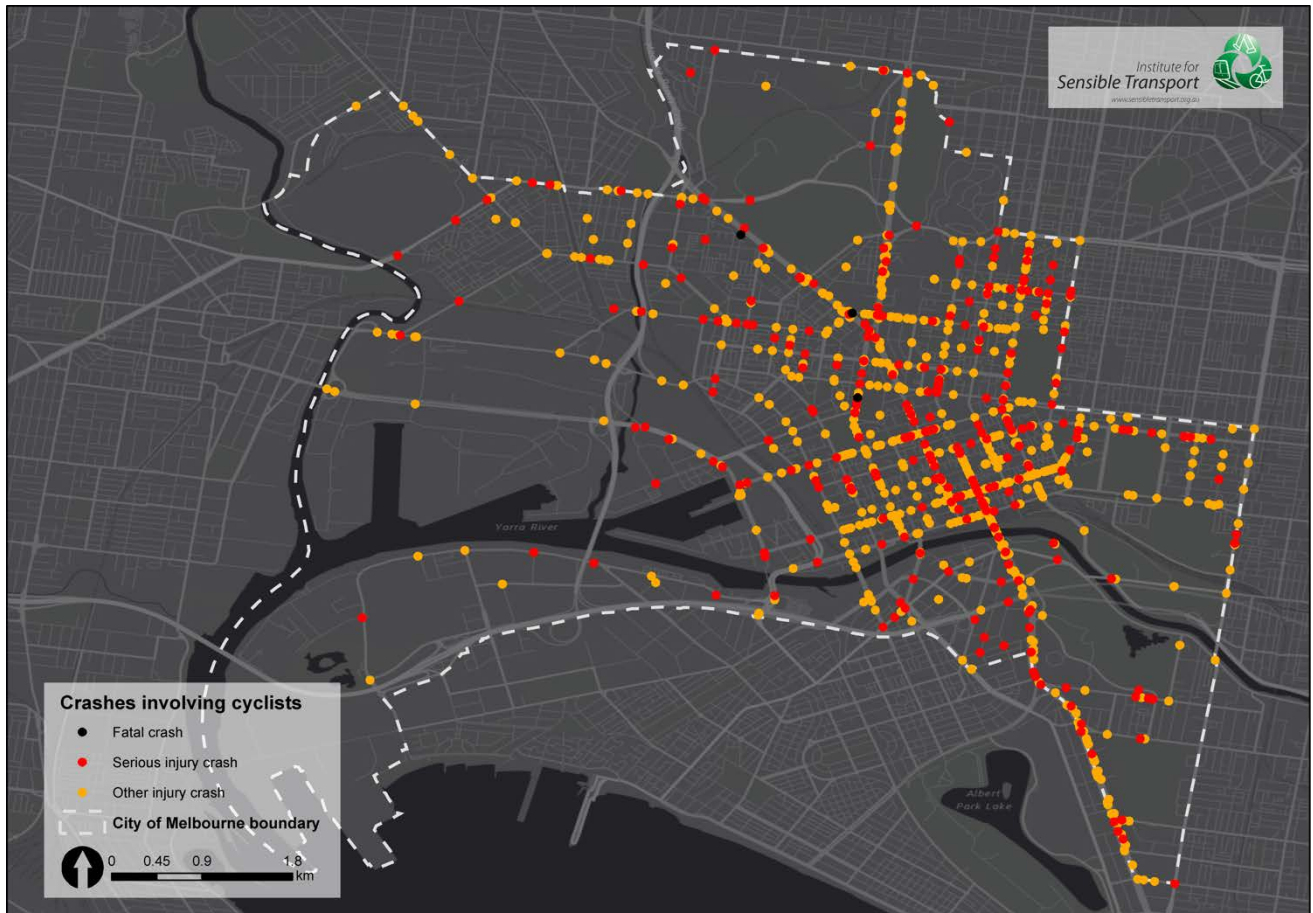 Institute for
Sensible Transport
www.sensibletransport.org.au
Yarra River
Albert
Park Lake
Crashes involving cyclists
Fatal crash
Serious injury crash
Other injury crash
City of Melbourne boundary
0 0.45 0.9 1.8
km